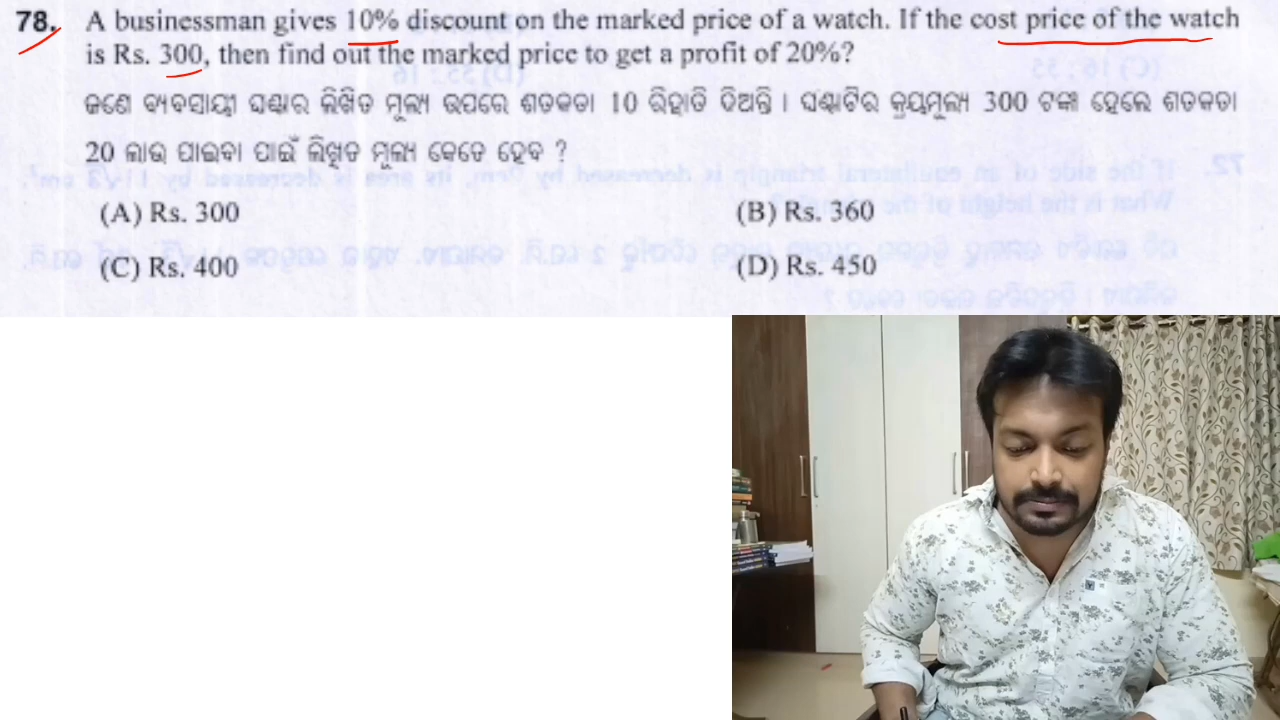 78. A businessman gives 10% discount on the marked price of a watch. If the cost price of the watch
is Rs. 300, then find out the marked price to get a profit of 20%?
ଜଣେ ବ୍ୟବସାୟୀ ଘଣ୍ଟାର ଲିଖିତ ମୂଲ୍ୟ ଉପରେ ଶତକଡା 10 ରିହାତି ଦିଅନ୍ତି । ଘଣ୍ଟାଟିର କ୍ରୟମୂଲ୍ୟ 300 ଟଙ୍କା ହେଲେ ଶତକଡା
20 ଲାଭ ପାଇବା ପାଇଁ ଲିଖିତ ମୂଲ୍ୟ କେତେ ହେବ ?
(A) Rs. 300 (B) Rs. 360
(C) Rs. 400 (D) Rs. 450